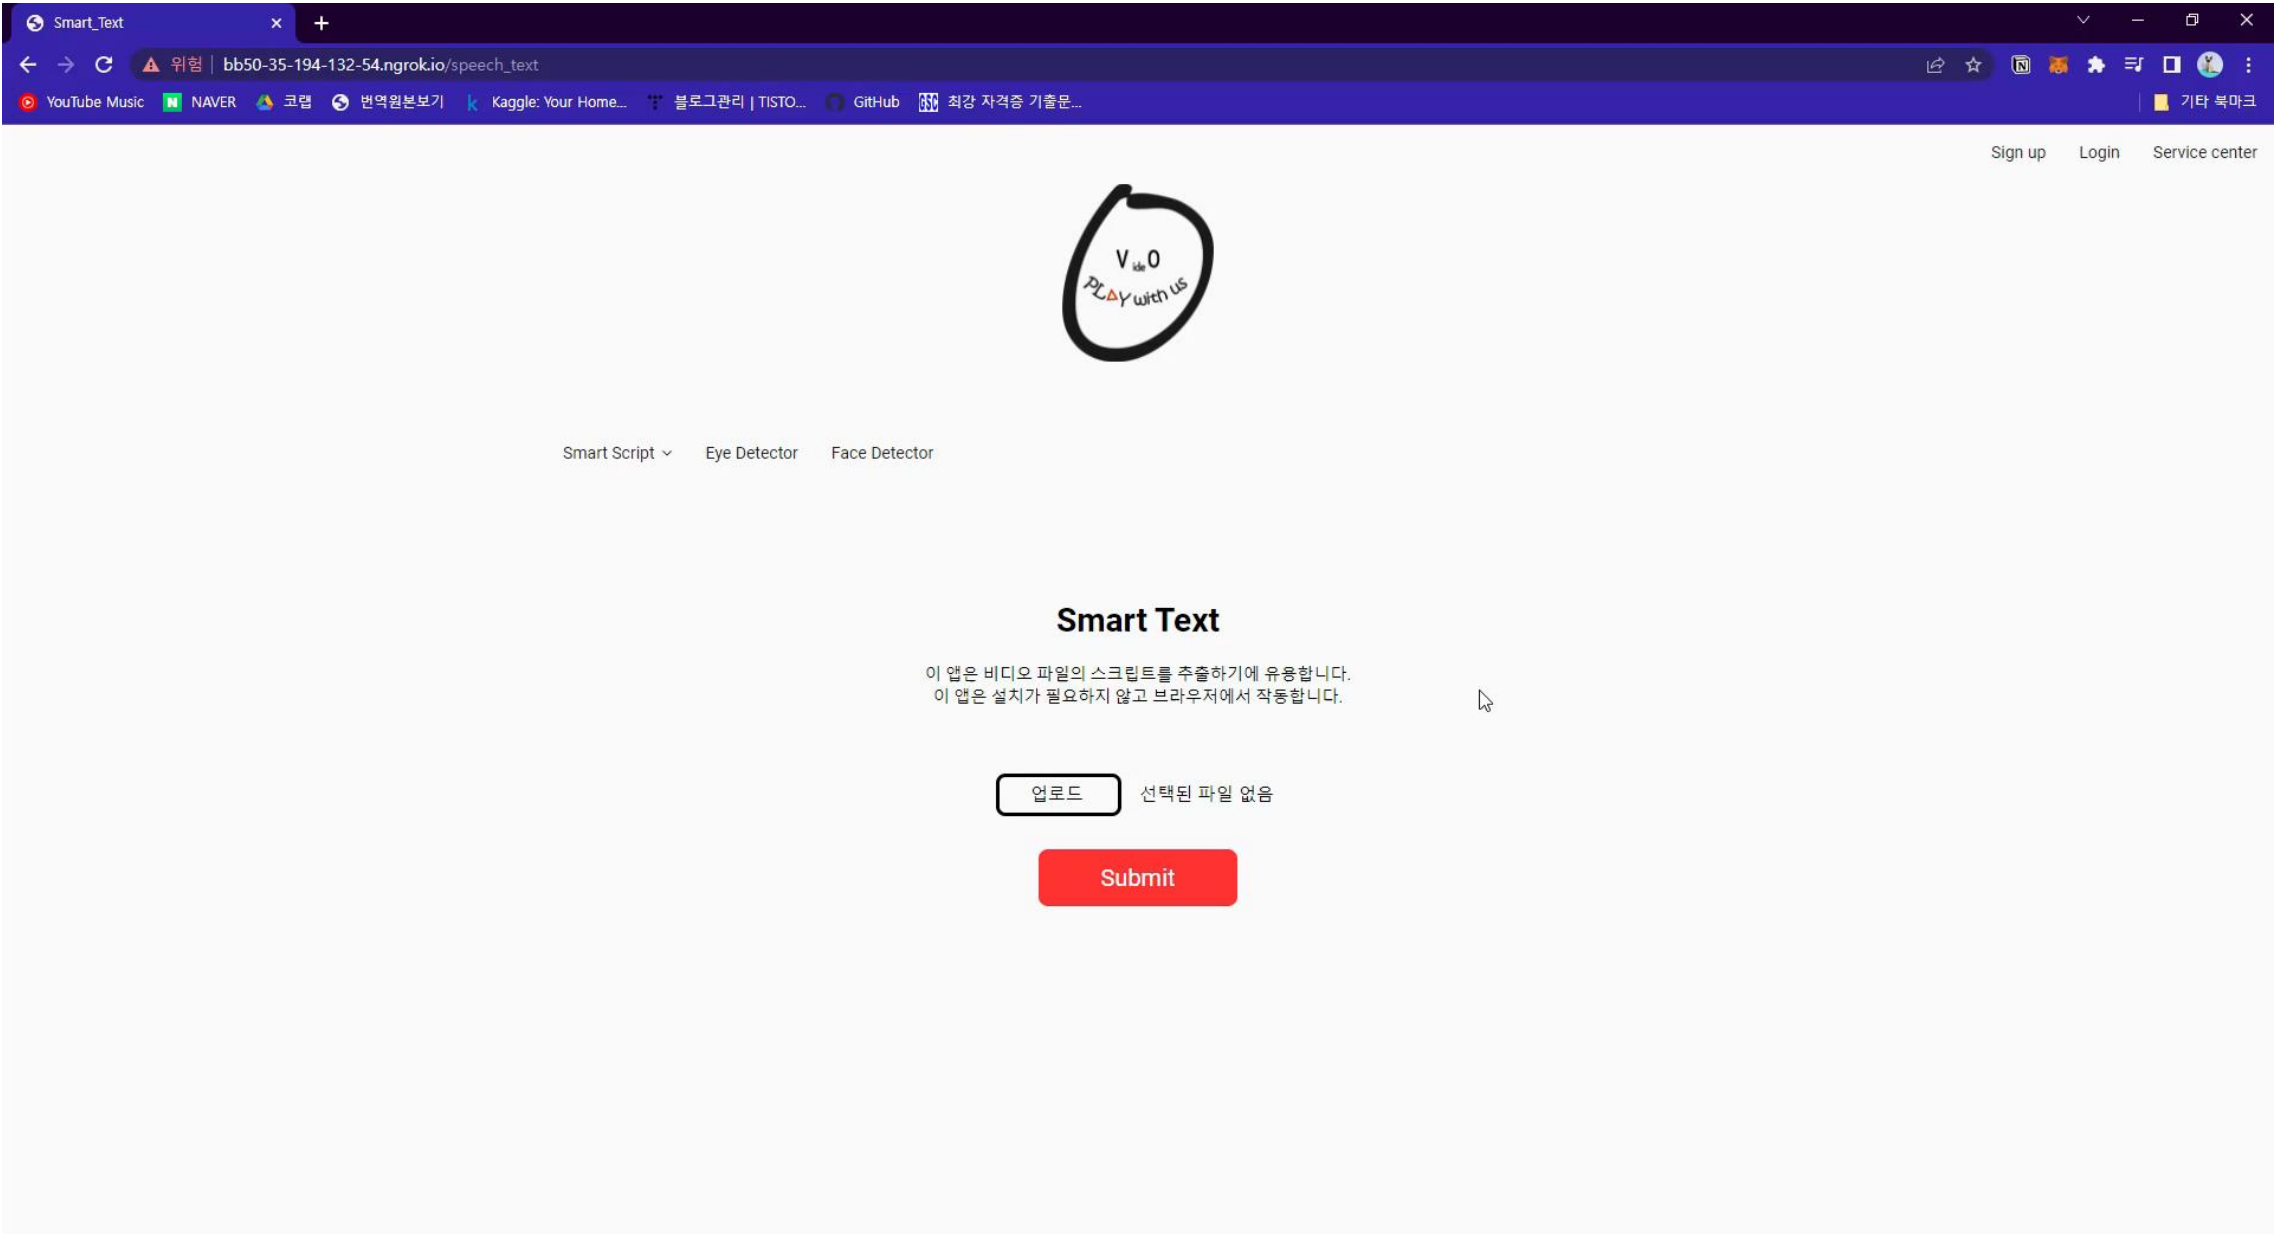 Smart_Text
위험 bb50-35-194-132-54.ngrok.io/speech_text
YouTube Music NAVER 코랩 번역원본보기 Kaggle: Your Home... 블로그관리 | TISTO... GitHub 최강 자격증 기출문... 기타 북마크
Sign up Login Service center
V ide O
PLAY with us
Smart Script Eye Detector Face Detector
Smart Text
이 앱은 비디오 파일의 스크립트를 추출하기에 유용합니다.
이 앱은 설치가 필요하지 않고 브라우저에서 작동합니다.
업로드 선택된 파일 없음
Submit